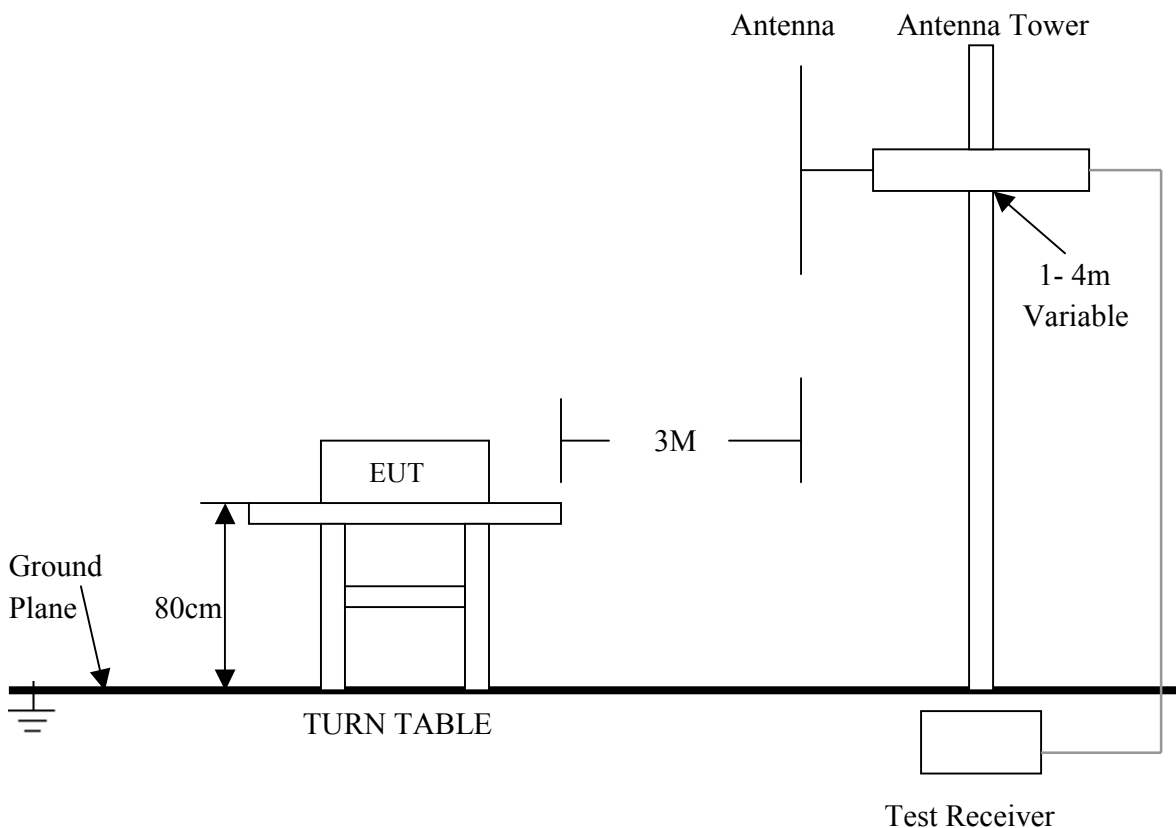 Antenna
Antenna Tower
1- 4m
Variable
3M
EUT
Ground
Plane
80cm
TURN TABLE
Test Receiver